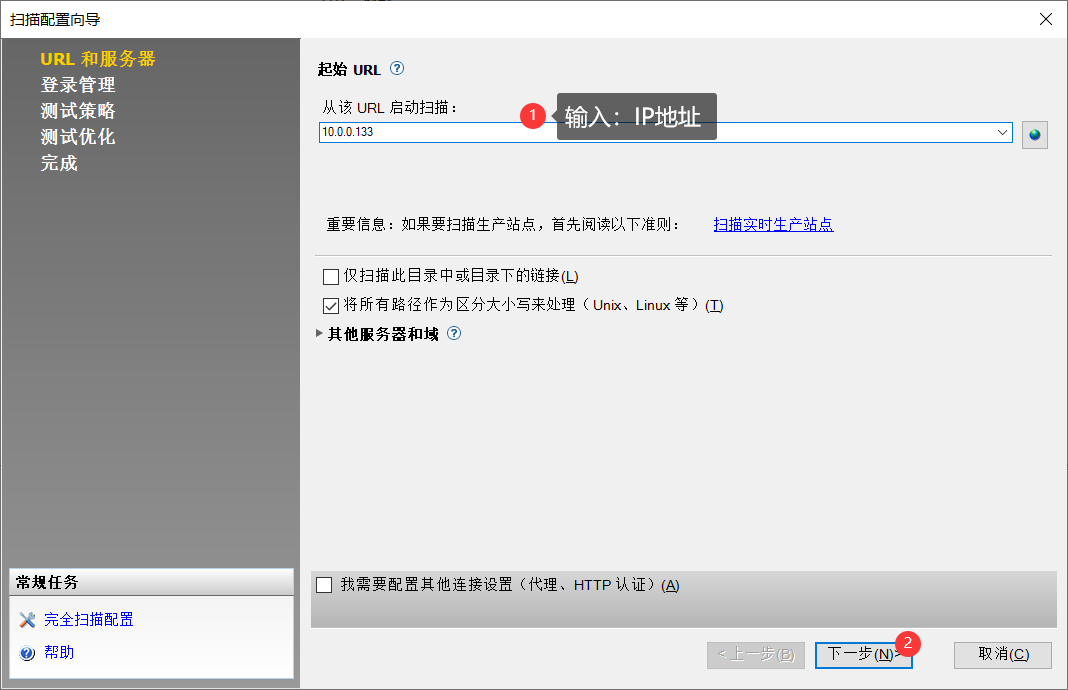 扫描配置向导
URL 和服务器
登录管理
测试策略
测试优化
完成
起始 URL ?
从该 URL 启动扫描：
1
输入：IP地址
10.0.0.133
重要信息：如果要扫描生产站点，首先阅读以下准则： 扫描实时生产站点
仅扫描此目录中或目录下的链接(L)
将所有路径作为区分大小写来处理（Unix、Linux 等）(T)
其他服务器和域 ?
常规任务
完全扫描配置
? 帮助
我需要配置其他连接设置（代理、HTTP 认证）(A)
<上一步(B)
下一步(N)>
2
取消(C)